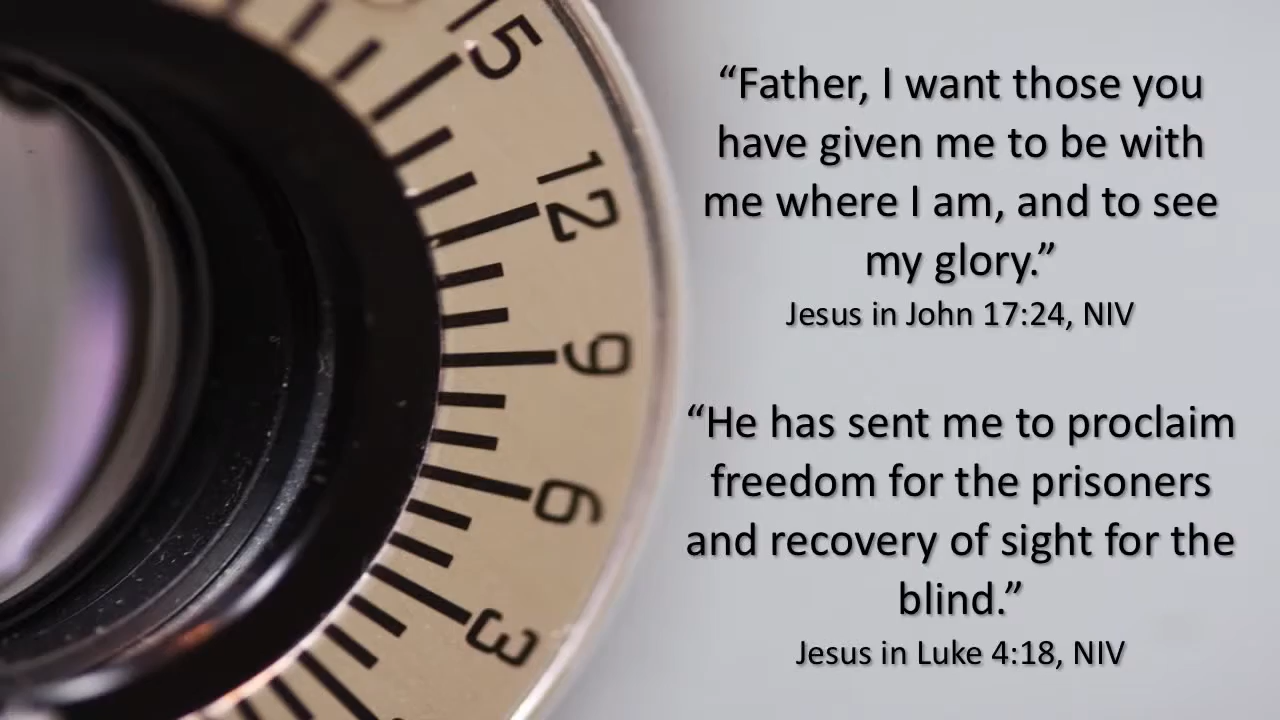 15
12
9
6
3
“Father, I want those you
have given me to be with
me where I am, and to see
my glory.”
Jesus in John 17:24, NIV
“He has sent me to proclaim
freedom for the prisoners
and recovery of sight for the
blind.”
Jesus in Luke 4:18, NIV